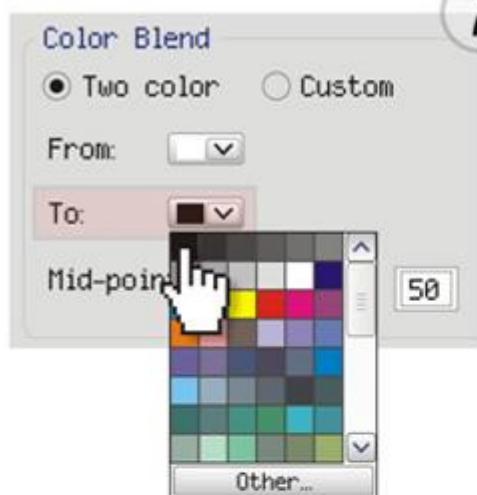 Color Blend
Two color Custom
From:
To:
Mid-poin
50
Other...